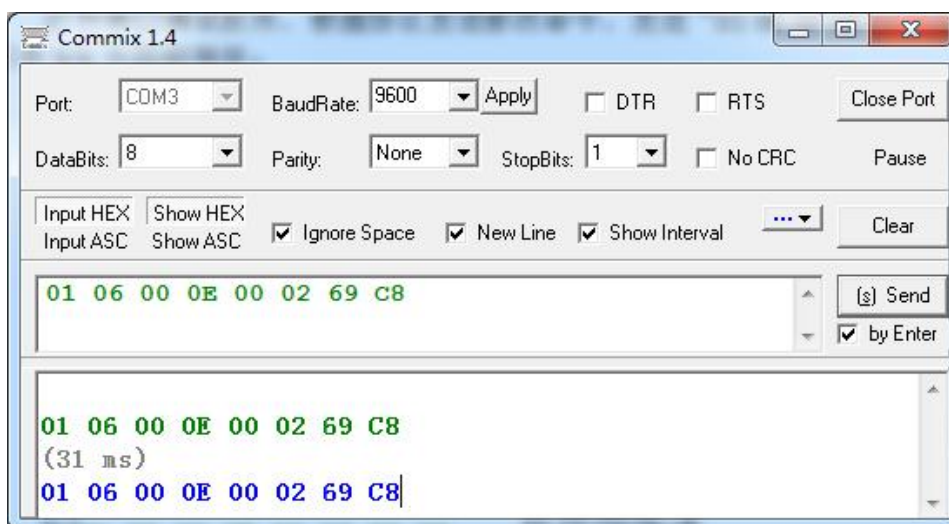 Commix 1.4
Port: COM3 BaudRate: 9600 Apply DTR RTS Close Port
DataBits: 8 Parity: None StopBits: 1 No CRC Pause
Input HEX Show HEX
Input ASC Show ASC Ignore Space New Line Show Interval ... Clear
01 06 00 0E 00 02 69 C8 (s) Send
by Enter
01 06 00 0E 00 02 69 C8
(31 ms)
01 06 00 0E 00 02 69 C8